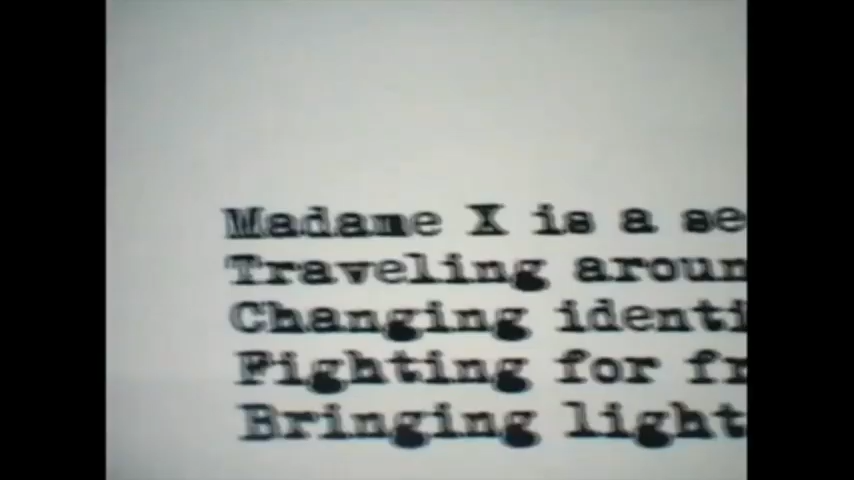 Madame X is a se
Traveling aroun
Changing identi
Fighting for fr
Bringing light